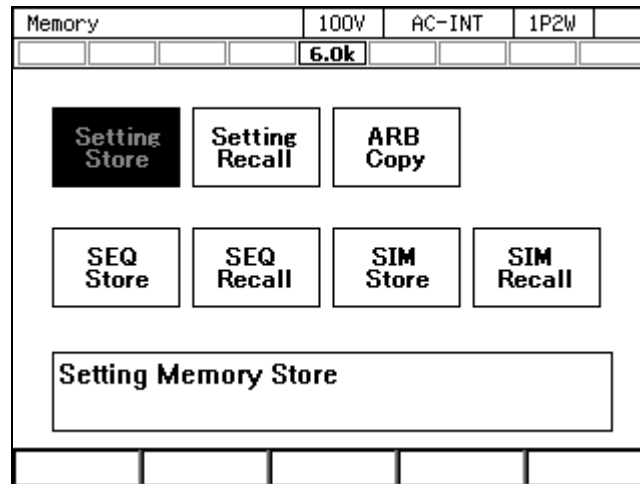 Memory 100V AC-INT 1P2W
6.0k
Setting Store
Setting Recall
ARB Copy
SEQ Store
SEQ Recall
SIM Store
SIM Recall
Setting Memory Store